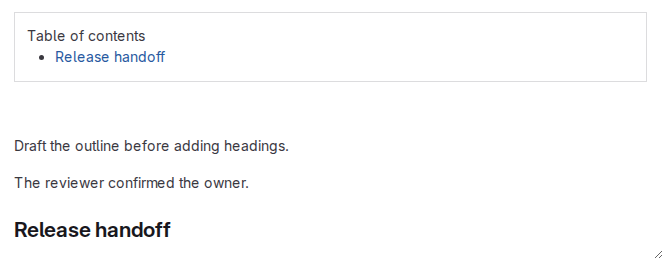 Table of contents
Release handoff
Draft the outline before adding headings.
The reviewer confirmed the owner.
Release handoff